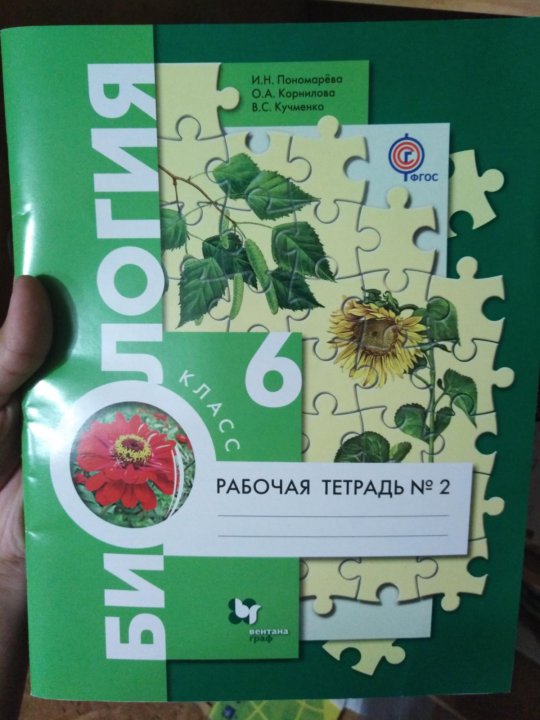 И.Н. Пономарёва
О.А. Корнилова
В.С. Кучменко
ФГОС
БИОЛОГИЯ
6
КЛАСС
РАБОЧАЯ ТЕТРАДЬ № 2
вентана
граф